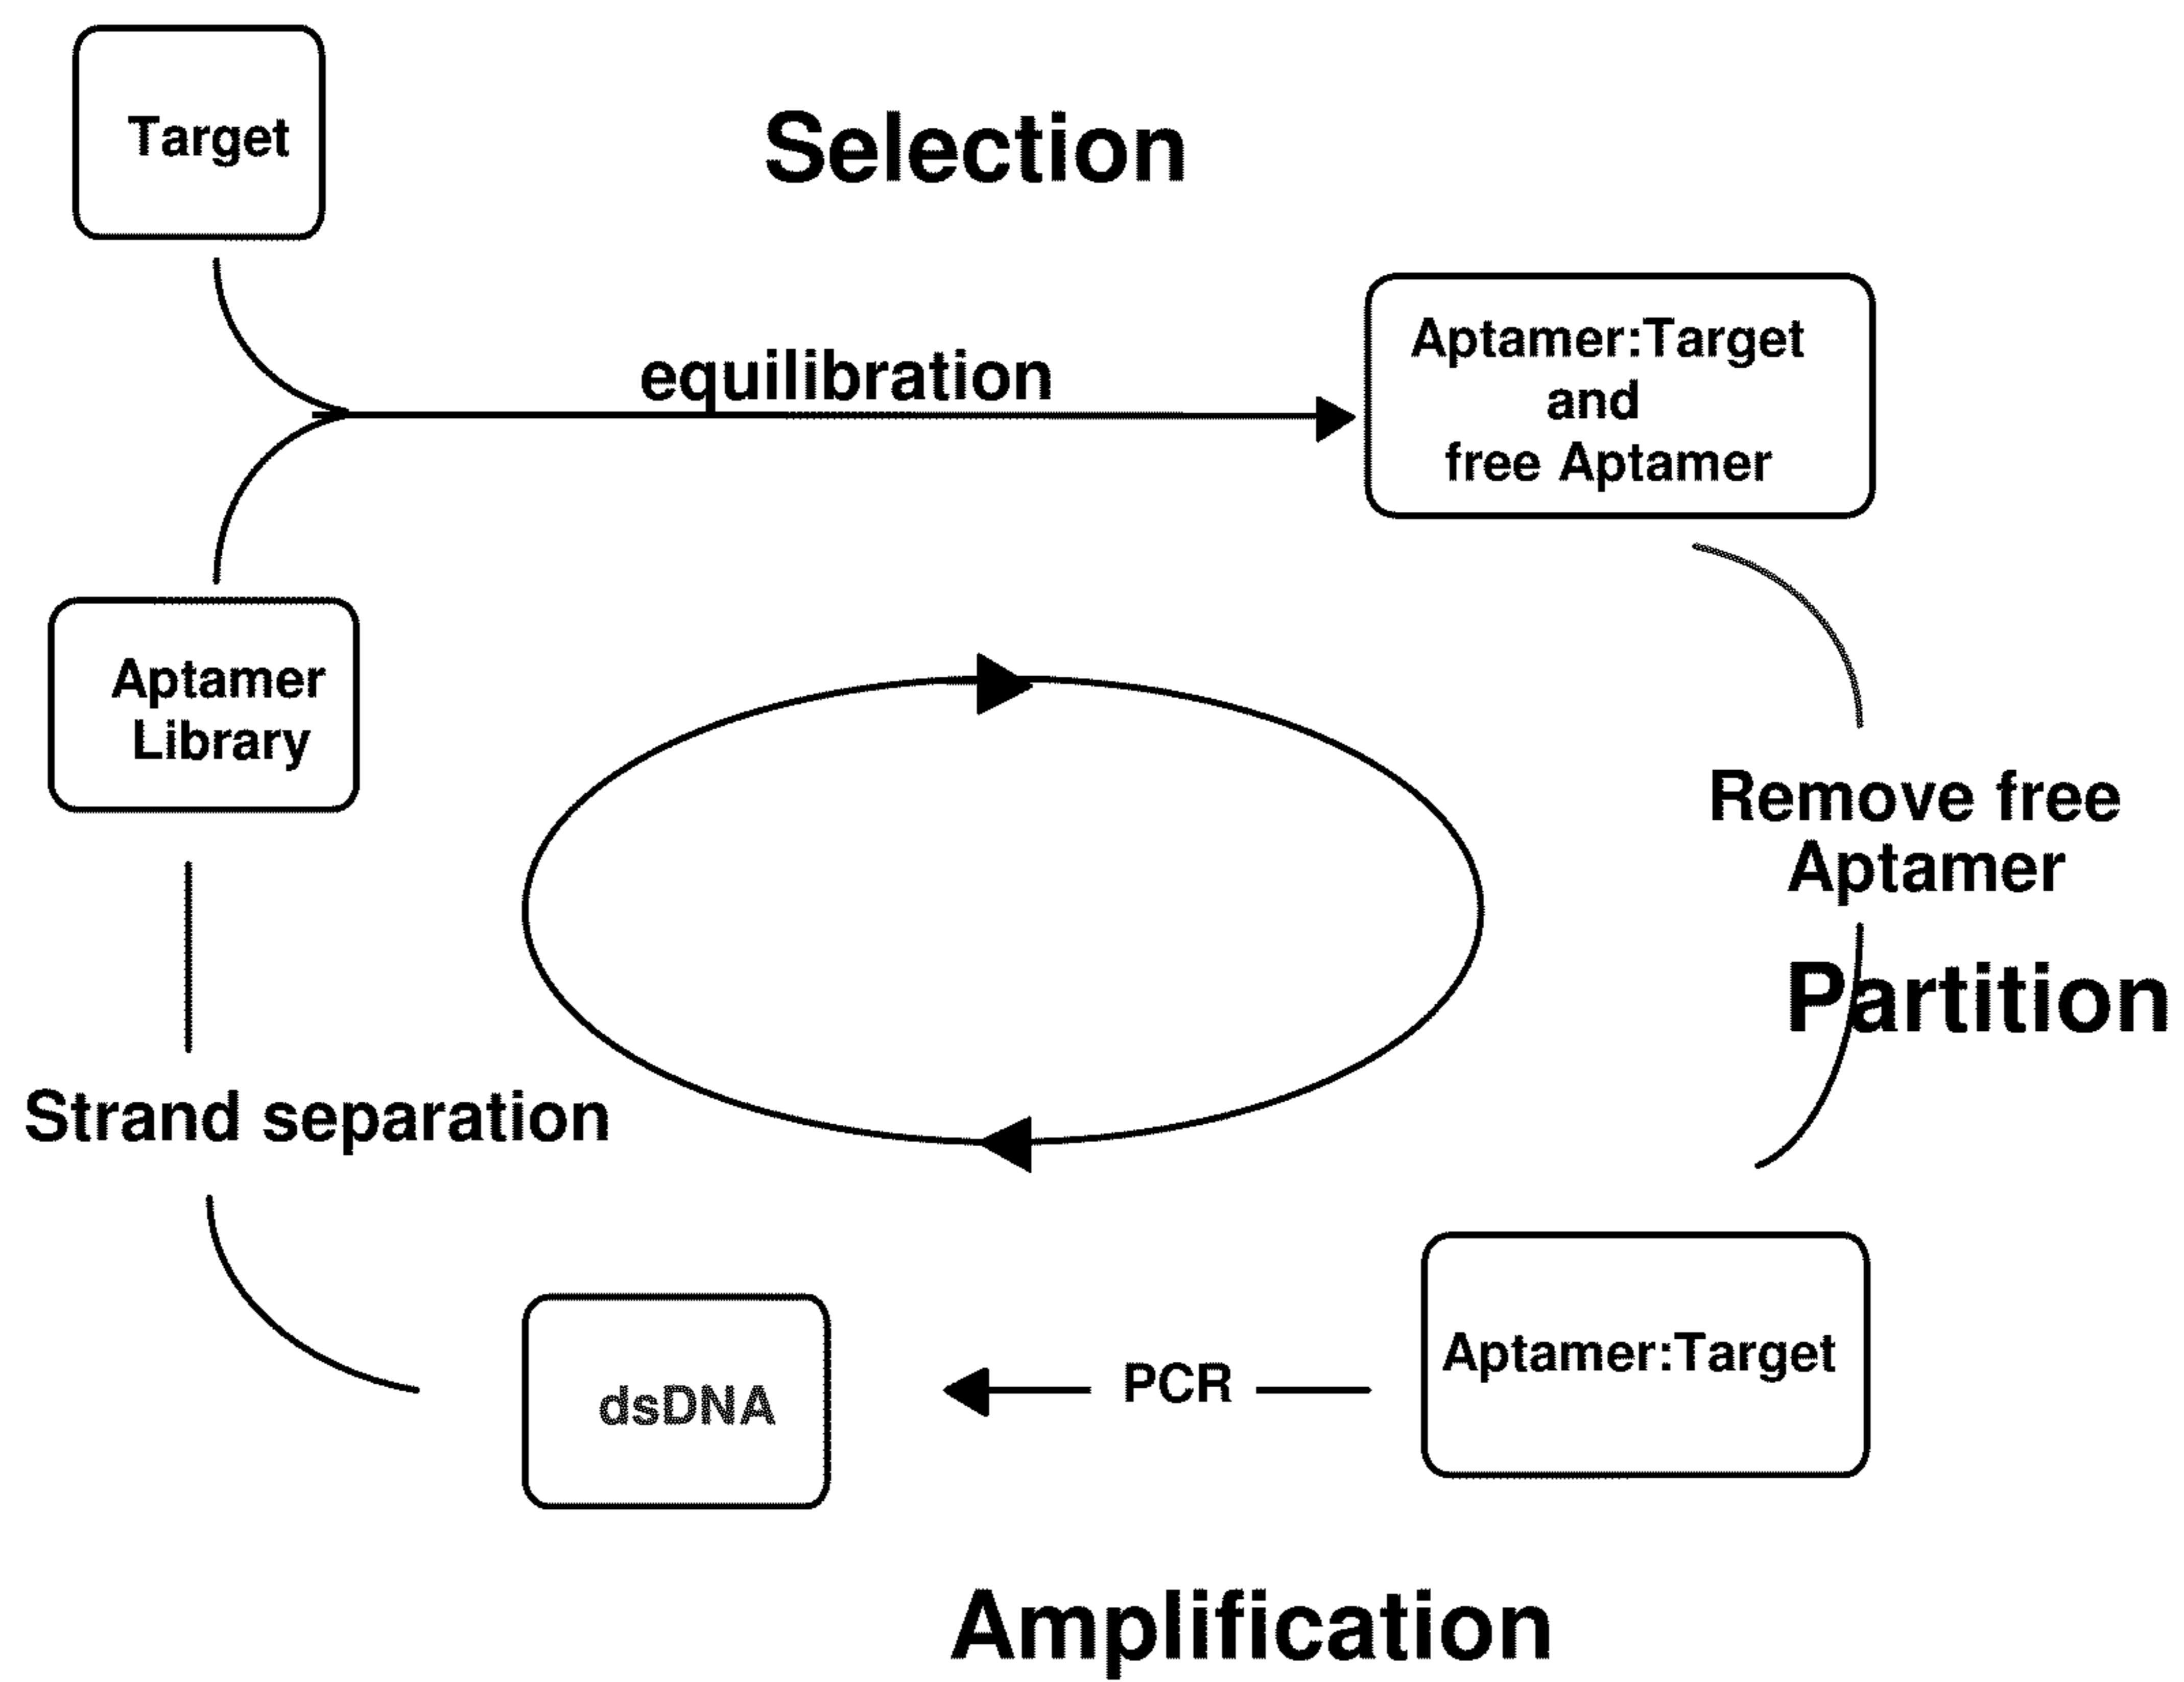 Target
Selection
equilibration
Aptamer:Target
and
free Aptamer
Aptamer
Library
Remove free
Aptamer
Partition
Strand separation
Aptamer:Target
PCR
dsDNA
Amplification